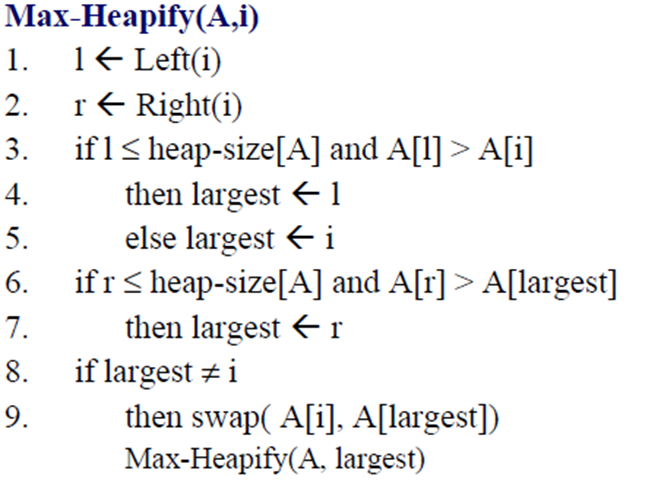 Max-Heapify(A,i)
1. l ← Left(i)
2. r ← Right(i)
3. if l ≤ heap-size[A] and A[l] > A[i]
4. then largest ← l
5. else largest ← i
6. if r ≤ heap-size[A] and A[r] > A[largest]
7. then largest ← r
8. if largest ≠ i
9. then swap( A[i], A[largest])
Max-Heapify(A, largest)